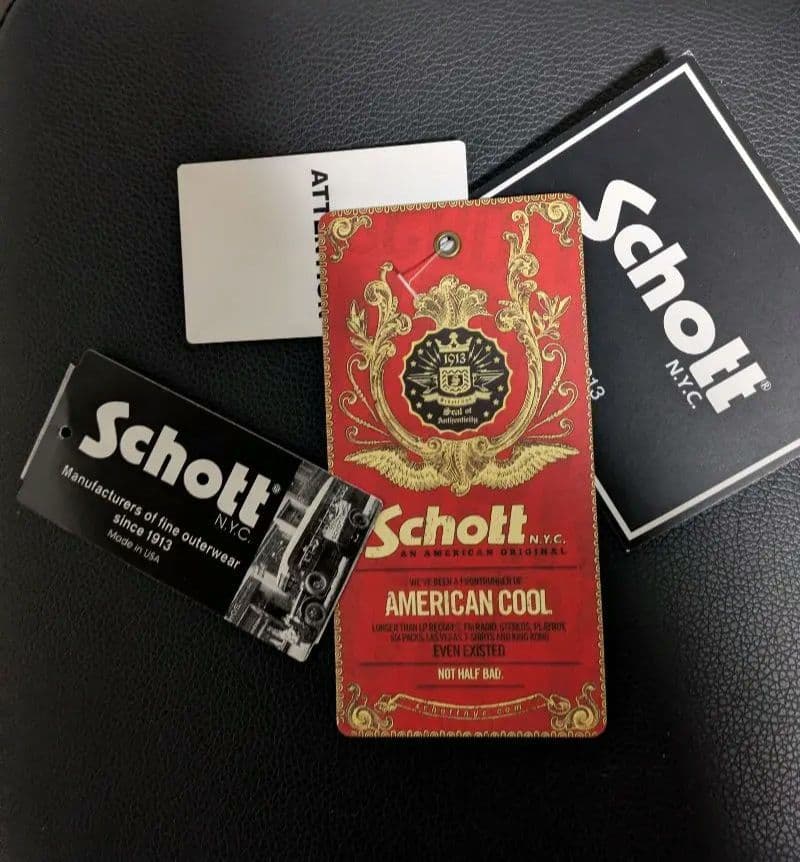 ATTENTION
Schott®
N.Y.C.
1913
Seal of
Authenticity
Schott N.Y.C.
AN AMERICAN ORIGINAL
WE'VE BEEN A FRONTRUNNER OF
AMERICAN COOL
LONGER THAN LP RECORDS, FM RADIO, STEREOS, PLAYBOY,
SIX PACKS, LAS VEGAS, T-SHIRTS AND KING KONG
EVEN EXISTED
NOT HALF BAD.
schottnyc.com
Schott®
N.Y.C.
Manufacturers of fine outerwear
since 1913
Made in USA